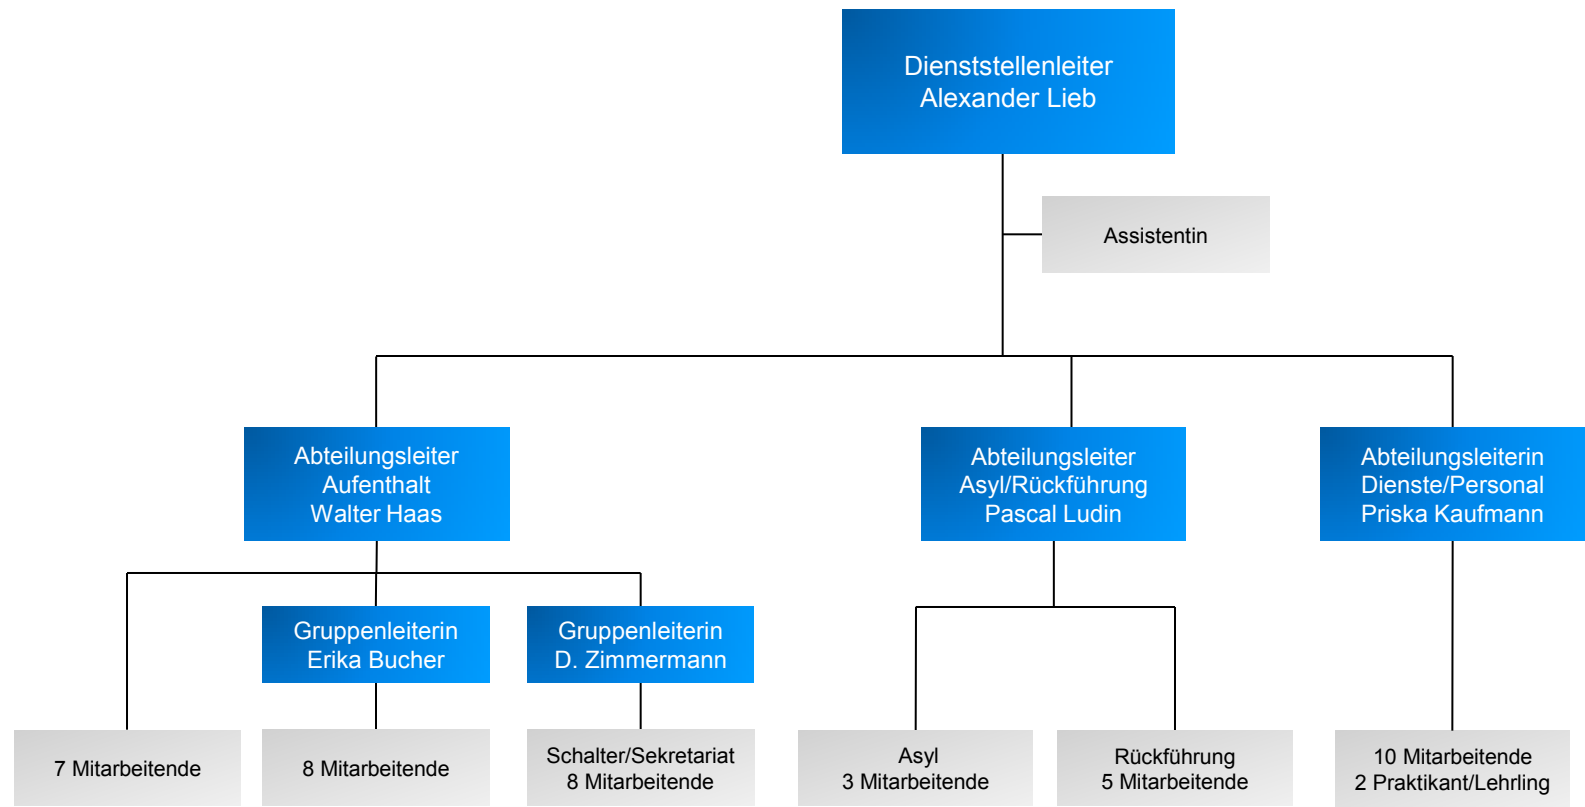 Dienststellenleiter
Alexander Lieb
Assistentin
Abteilungsleiter
Aufenthalt
Walter Haas
Abteilungsleiter
Asyl/Rückführung
Pascal Ludin
Abteilungsleiterin
Dienste/Personal
Priska Kaufmann
Gruppenleiterin
Erika Bucher
Gruppenleiterin
D. Zimmermann
7 Mitarbeitende
8 Mitarbeitende
Schalter/Sekretariat
8 Mitarbeitende
Asyl
3 Mitarbeitende
Rückführung
5 Mitarbeitende
10 Mitarbeitende
2 Praktikant/Lehrling